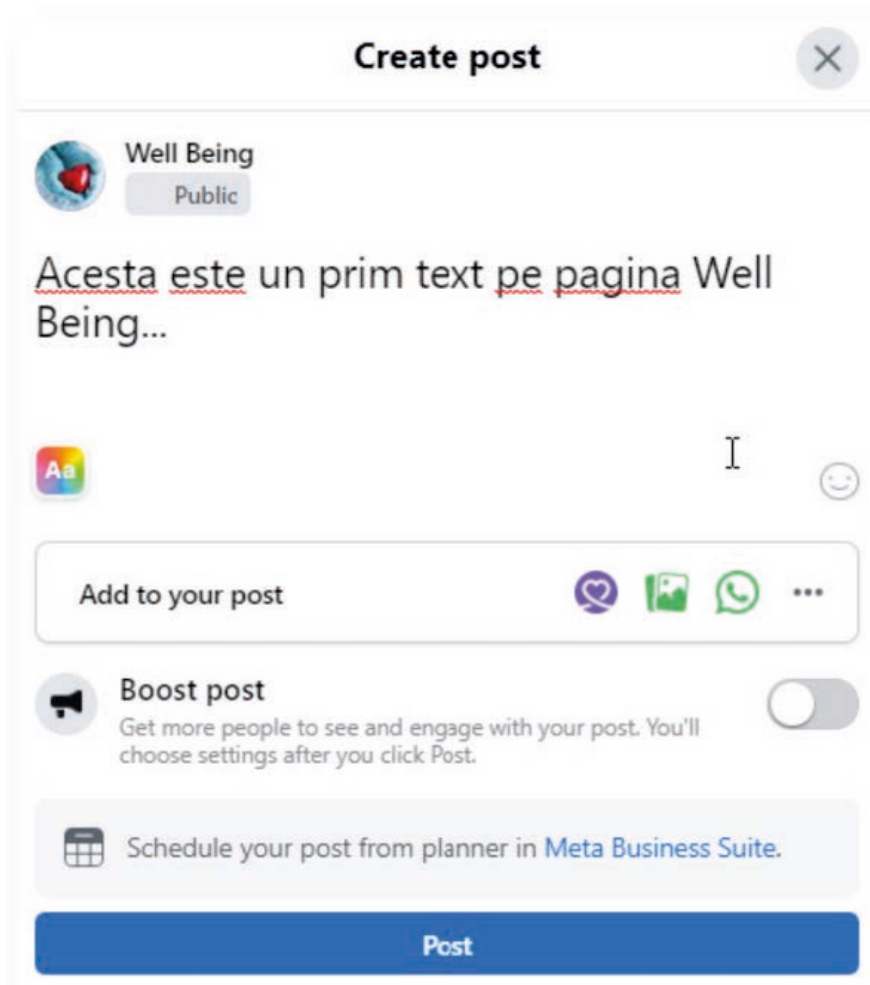 Create post
Well Being
Public
Acesta este un prim text pe pagina Well
Being...
Aa
Add to your post
Boost post
Get more people to see and engage with your post. You'll
choose settings after you click Post.
Schedule your post from planner in Meta Business Suite.
Post